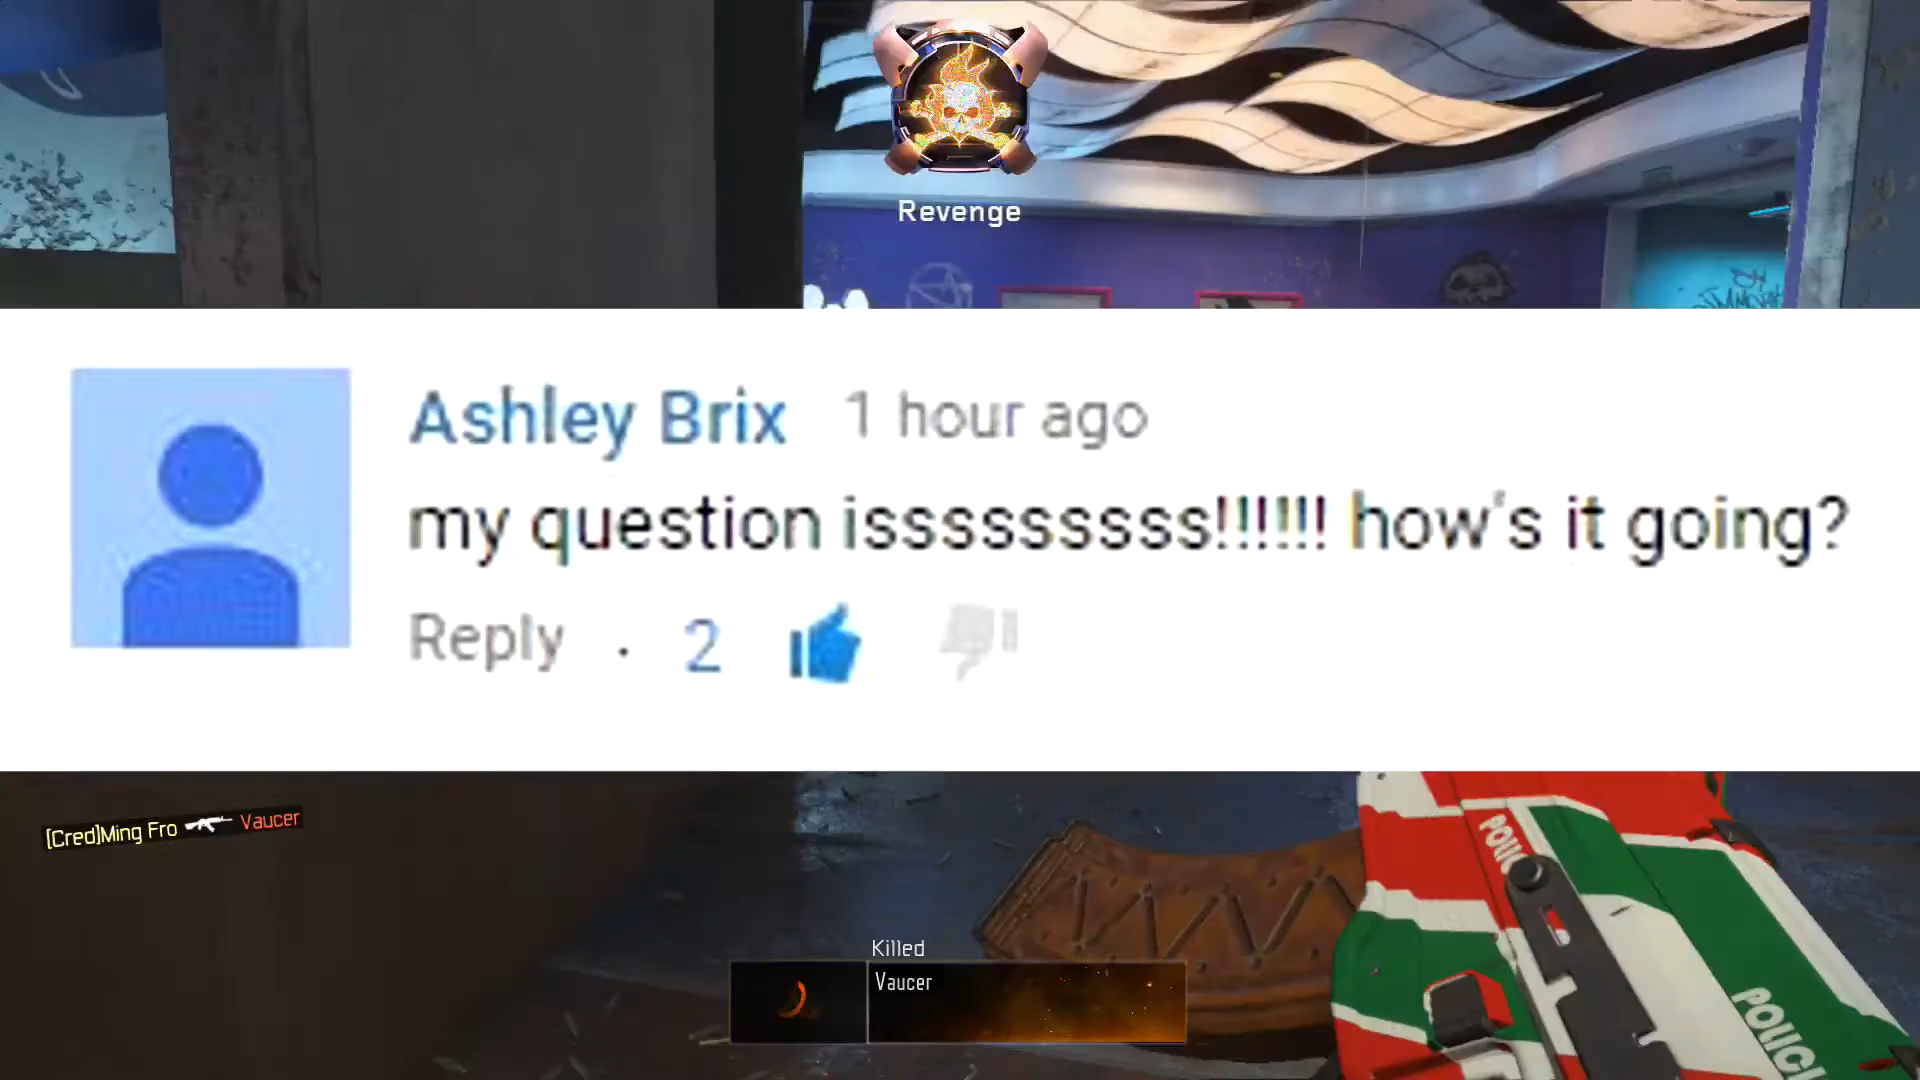 Revenge
Ashley Brix 1 hour ago
my question isssssssss!!!!!! how's it going?
Reply . 2
[Cred]Ming Fro Vaucer
Killed
Vaucer
POLICE